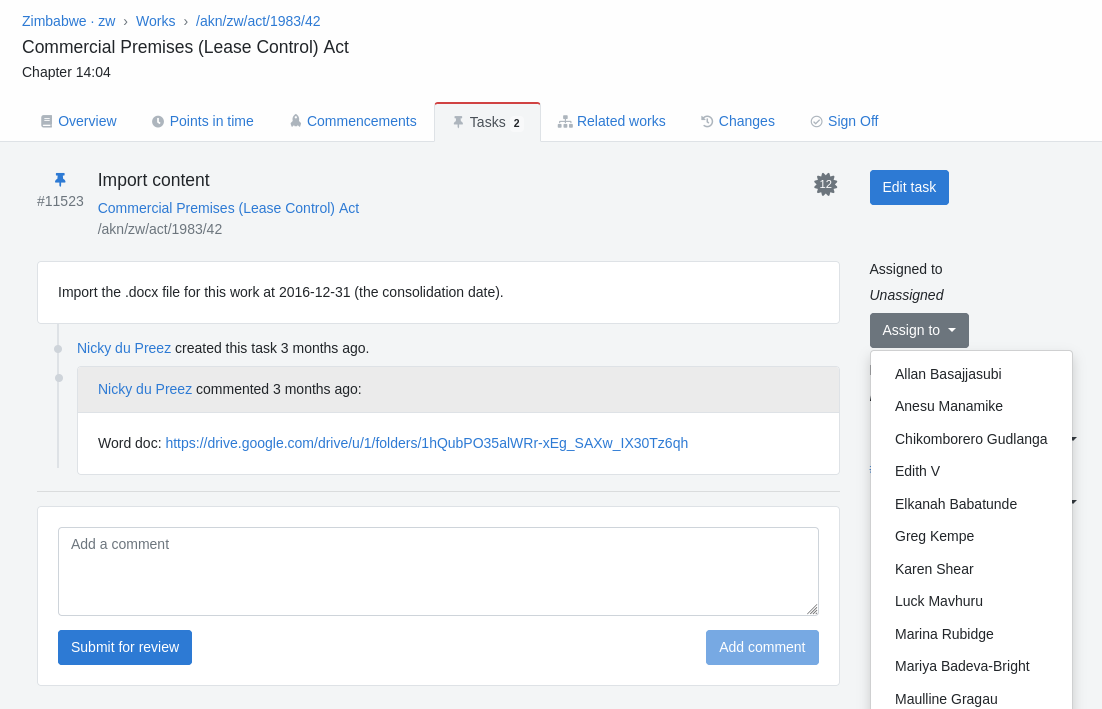 Zimbabwe · zw › Works › /akn/zw/act/1983/42
Commercial Premises (Lease Control) Act
Chapter 14:04
Overview Points in time Commencements Tasks 2 Related works Changes Sign Off
Import content
12
Edit task
#11523
Commercial Premises (Lease Control) Act
/akn/zw/act/1983/42
Import the .docx file for this work at 2016-12-31 (the consolidation date).
Nicky du Preez created this task 3 months ago.
Nicky du Preez commented 3 months ago:
Word doc: https://drive.google.com/drive/u/1/folders/1hQubPO35alWRr-xEg_SAXw_IX30Tz6qh
Add a comment
Submit for review Add comment
Assigned to
Unassigned
Assign to
Allan Basajjasubi
Anesu Manamike
Chikomborero Gudlanga
Edith V
Elkanah Babatunde
Greg Kempe
Karen Shear
Luck Mavhuru
Marina Rubidge
Mariya Badeva-Bright
Maulline Gragau